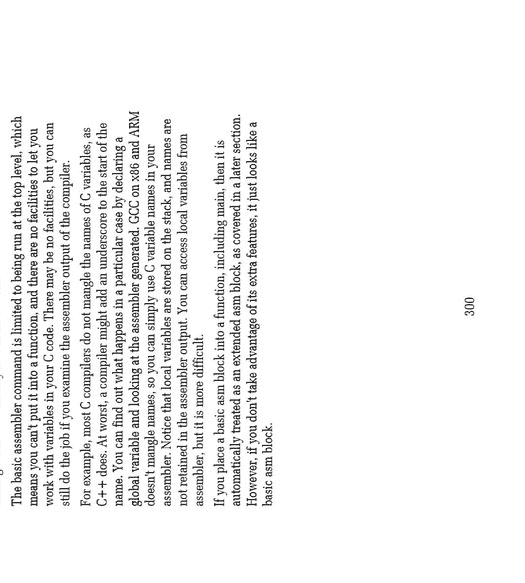 The basic assembler command is limited to being run at the top level, which
means you can't put it into a function, and there are no facilities to let you
work with variables in your C code. There may be no facilities, but you can
still do the job if you examine the assembler output of the compiler.
For example, most C compilers do not mangle the names of C variables, as
C++ does. At worst, a compiler might add an underscore to the start of the
name. You can find out what happens in a particular case by declaring a
global variable and looking at the assembler generated. GCC on x86 and ARM
doesn't mangle names, so you can simply use C variable names in your
assembler. Notice that local variables are stored on the stack, and names are
not retained in the assembler output. You can access local variables from
assembler, but it is more difficult.
If you place a basic asm block into a function, including main, then it is
automatically treated as an extended asm block, as covered in a later section.
However, if you don't take advantage of its extra features, it just looks like a
basic asm block.
300